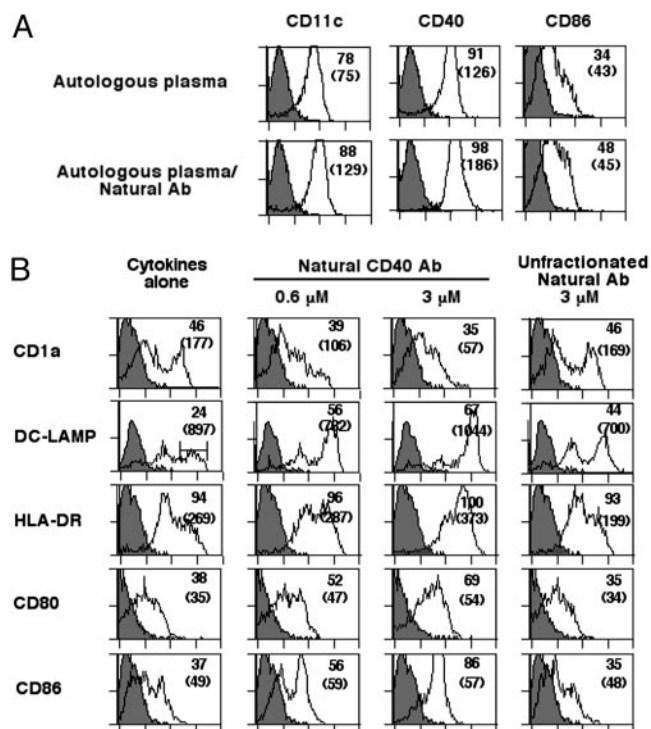 A
CD11c CD40 CD86
Autologous plasma
78 (75)
91 (126)
34 (43)
Autologous plasma/
Natural Ab
88 (129)
98 (186)
48 (45)
B
Cytokines alone
Natural CD40 Ab
0.6 µM 3 µM
Unfractionated Natural Ab 3 µM
CD1a
46 (177)
39 (106)
35 (57)
46 (169)
DC-LAMP
24 (897)
56 (782)
67 (1044)
44 (700)
HLA-DR
94 (269)
96 (287)
100 (373)
93 (199)
CD80
38 (35)
52 (47)
69 (54)
35 (34)
CD86
37 (49)
56 (59)
86 (57)
35 (48)